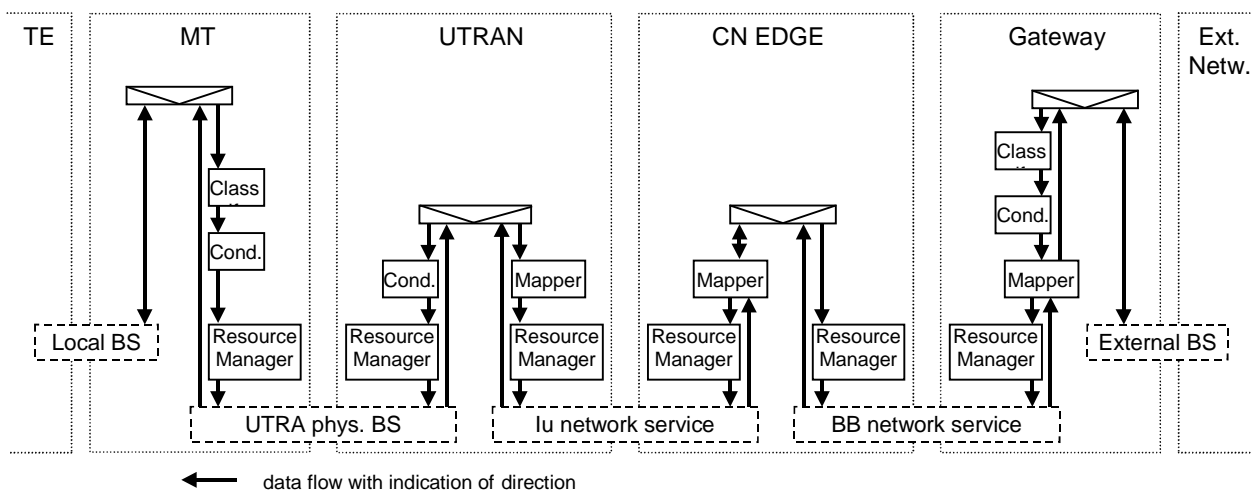 TE
MT
UTRAN
CN EDGE
Gateway
Ext.
Netw.
Class
Cond.
Class
Cond.
Cond.
Mapper
Mapper
Mapper
Local BS
Resource
Manager
Resource
Manager
Resource
Manager
Resource
Manager
Resource
Manager
Resource
Manager
External BS
UTRA phys. BS
Iu network service
BB network service
data flow with indication of direction